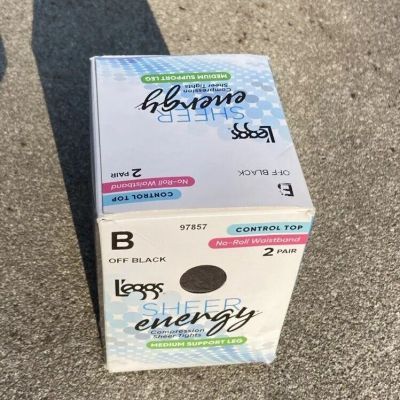 MEDIUM SUPPORT LEG
Compression
Sheer Tights
energy
SHEER
L'eggs
OFF BLACK
B
2 PAIR
No-Roll Waistband
CONTROL TOP
B
97857
CONTROL TOP
No-Roll Waistband
2 PAIR
OFF BLACK
L'eggs
SHEER
energy
Compression
Sheer Tights
MEDIUM SUPPORT LEG